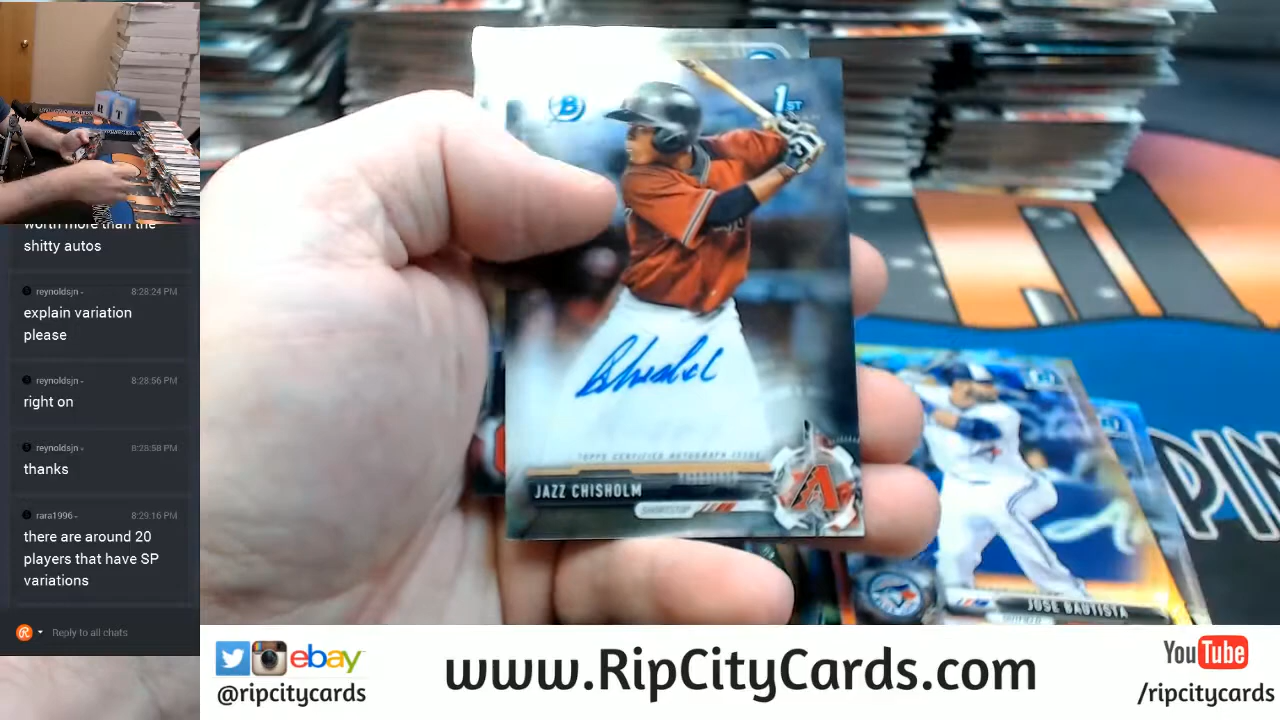 worth more than the
shitty autos
reynoldsjn - 8:28:24 PM
explain variation
please
reynoldsjn - 8:28:56 PM
right on
reynoldsjn - 8:28:58 PM
thanks
rara1996 - 8:29:16 PM
there are around 20
players that have SP
variations
Reply to all chats
B
1ST
TOPPS CERTIFIED AUTOGRAPH ISSUE
JAZZ CHISHOLM
SHORTSTOP
A
JOSE BAUTISTA
PIN
R T
ebay
@ripcitycards
www.RipCityCards.com
YouTube
/ripcitycards